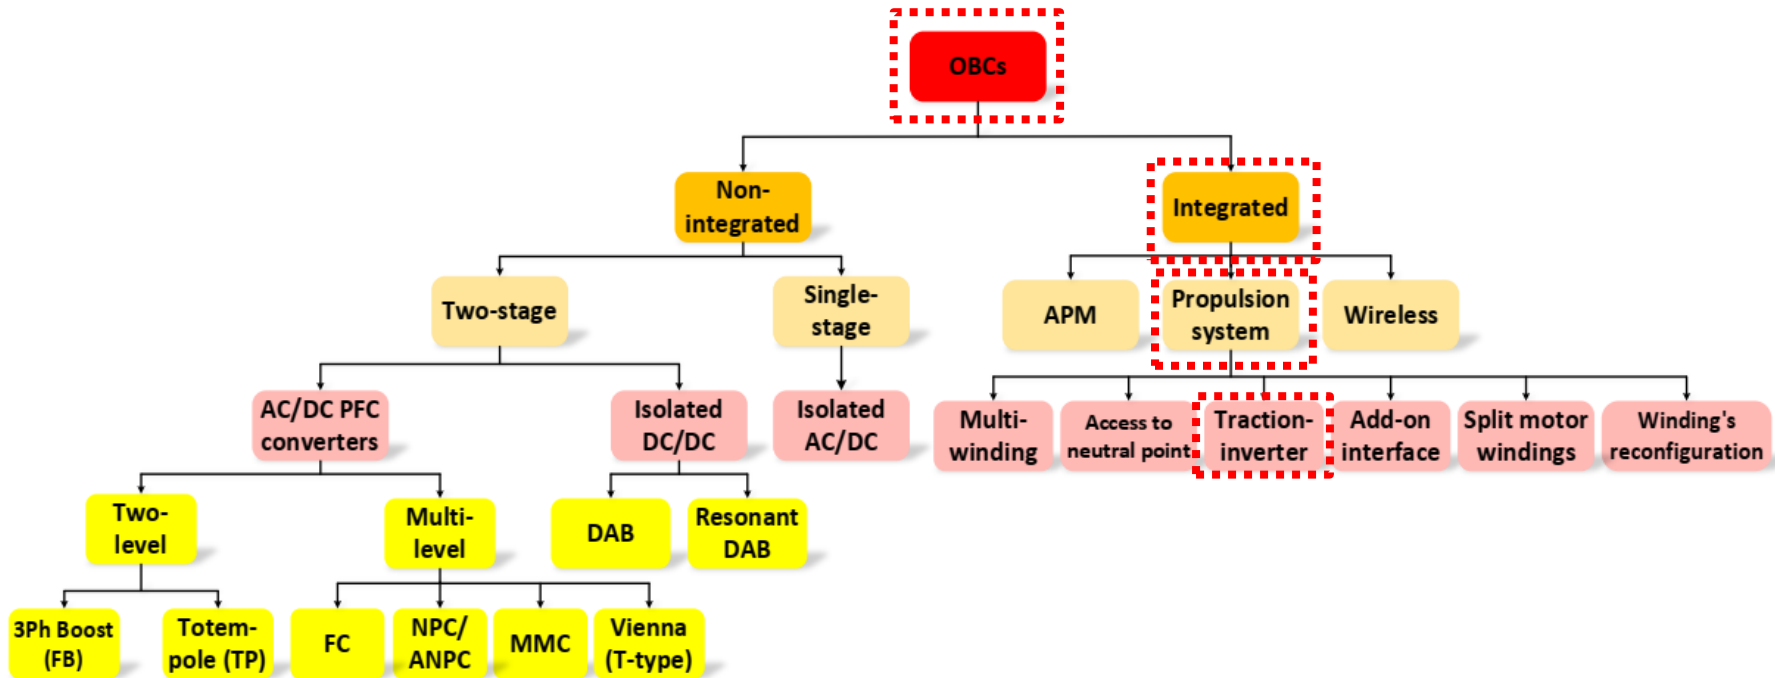 OBCs
Non-
integrated
Integrated
Two-stage
Single-
stage
APM
Propulsion
system
Wireless
AC/DC PFC
converters
Isolated
DC/DC
Isolated
AC/DC
Multi-
winding
Access to
neutral point
Traction-
inverter
Add-on
interface
Split motor
windings
Winding's
reconfiguration
Two-
level
Multi-
level
DAB
Resonant
DAB
3Ph Boost
(FB)
Totem-
pole (TP)
FC
NPC/
ANPC
MMC
Vienna
(T-type)